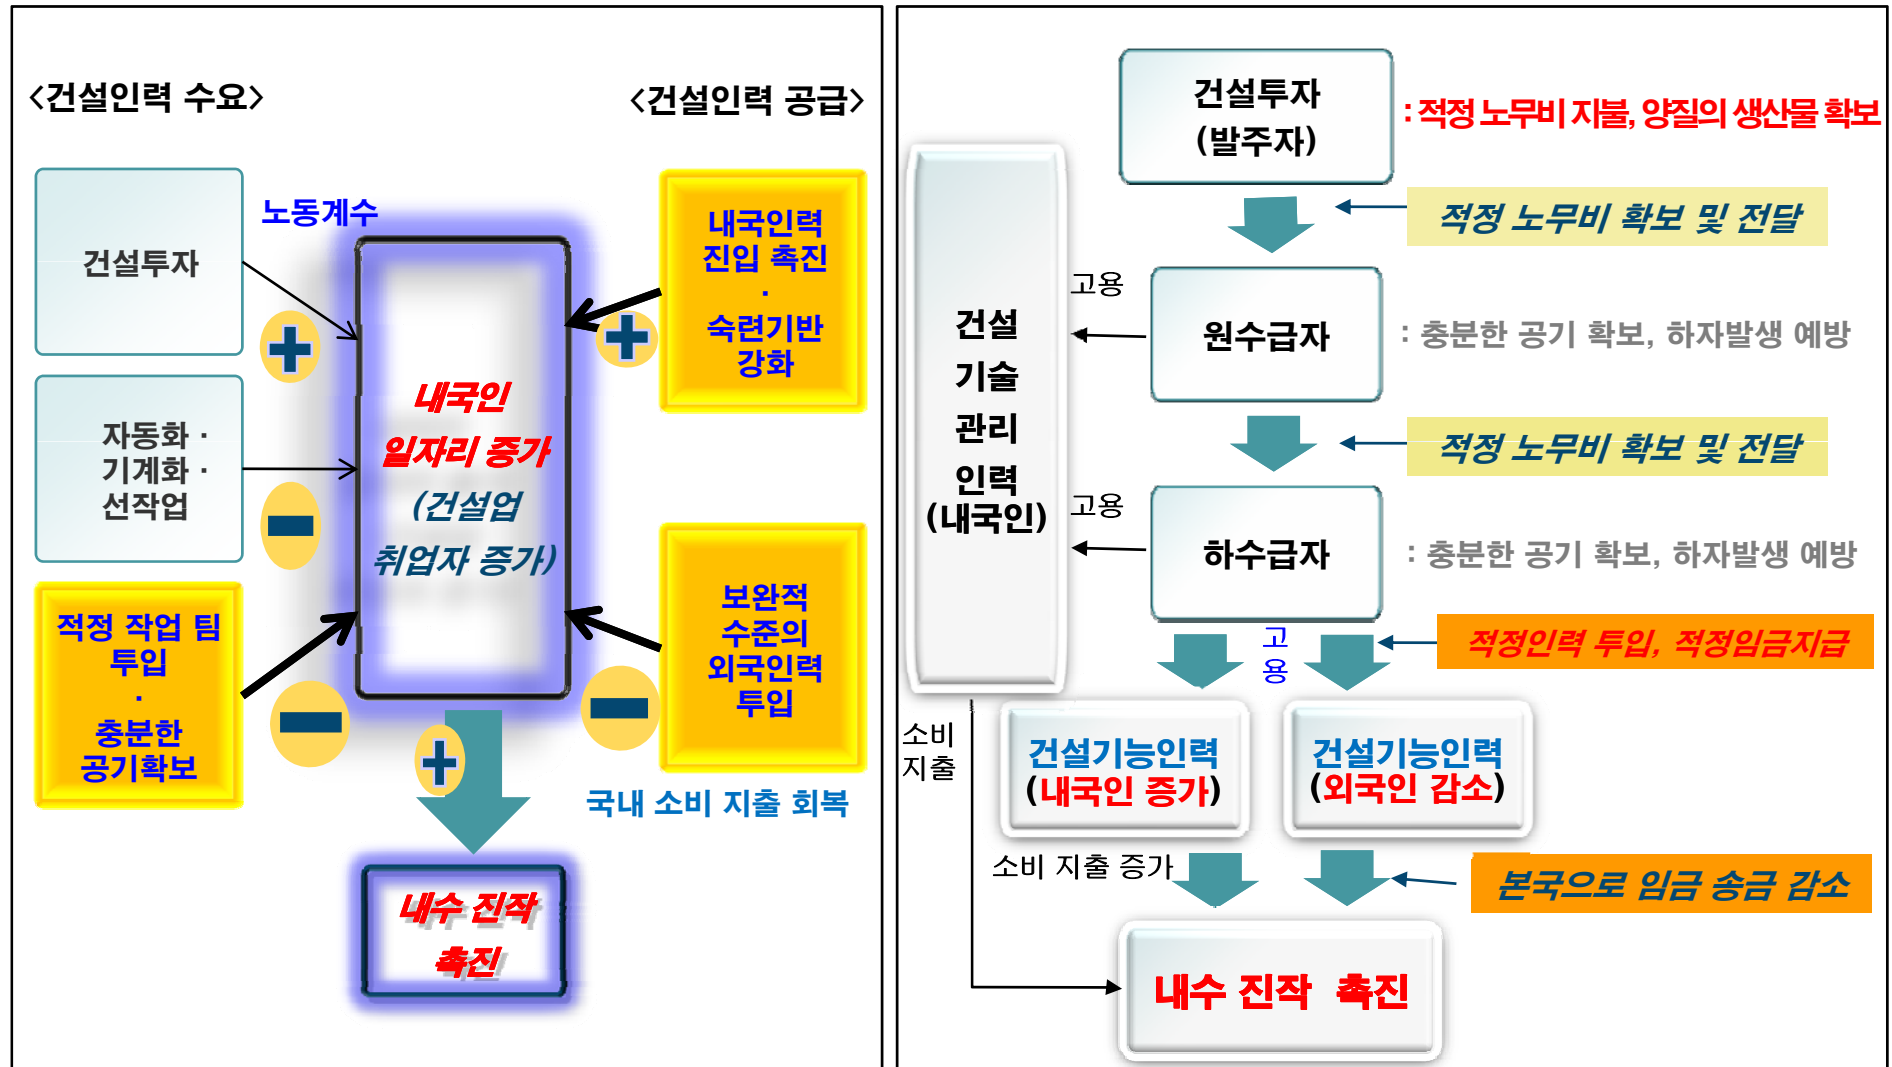 <건설인력 수요>
<건설인력 공급>
건설투자
노동계수
자동화 ·
기계화 ·
선작업
적정 작업 팀
투입
·
충분한
공기확보
내국인
일자리 증가
(건설업
취업자 증가)
내국인력
진입 촉진
·
숙련기반
강화
보완적
수준의
외국인력
투입
국내 소비 지출 회복
내수 진작
촉진
건설투자
(발주자)
: 적정 노무비 지불, 양질의 생산물 확보
적정 노무비 확보 및 전달
건설
기술
관리
인력
(내국인)
고용
원수급자
: 충분한 공기 확보, 하자발생 예방
적정 노무비 확보 및 전달
고용
하수급자
: 충분한 공기 확보, 하자발생 예방
고
용
적정인력 투입, 적정임금지급
소비
지출
건설기능인력
(내국인 증가)
건설기능인력
(외국인 감소)
소비 지출 증가
본국으로 임금 송금 감소
내수 진작 촉진